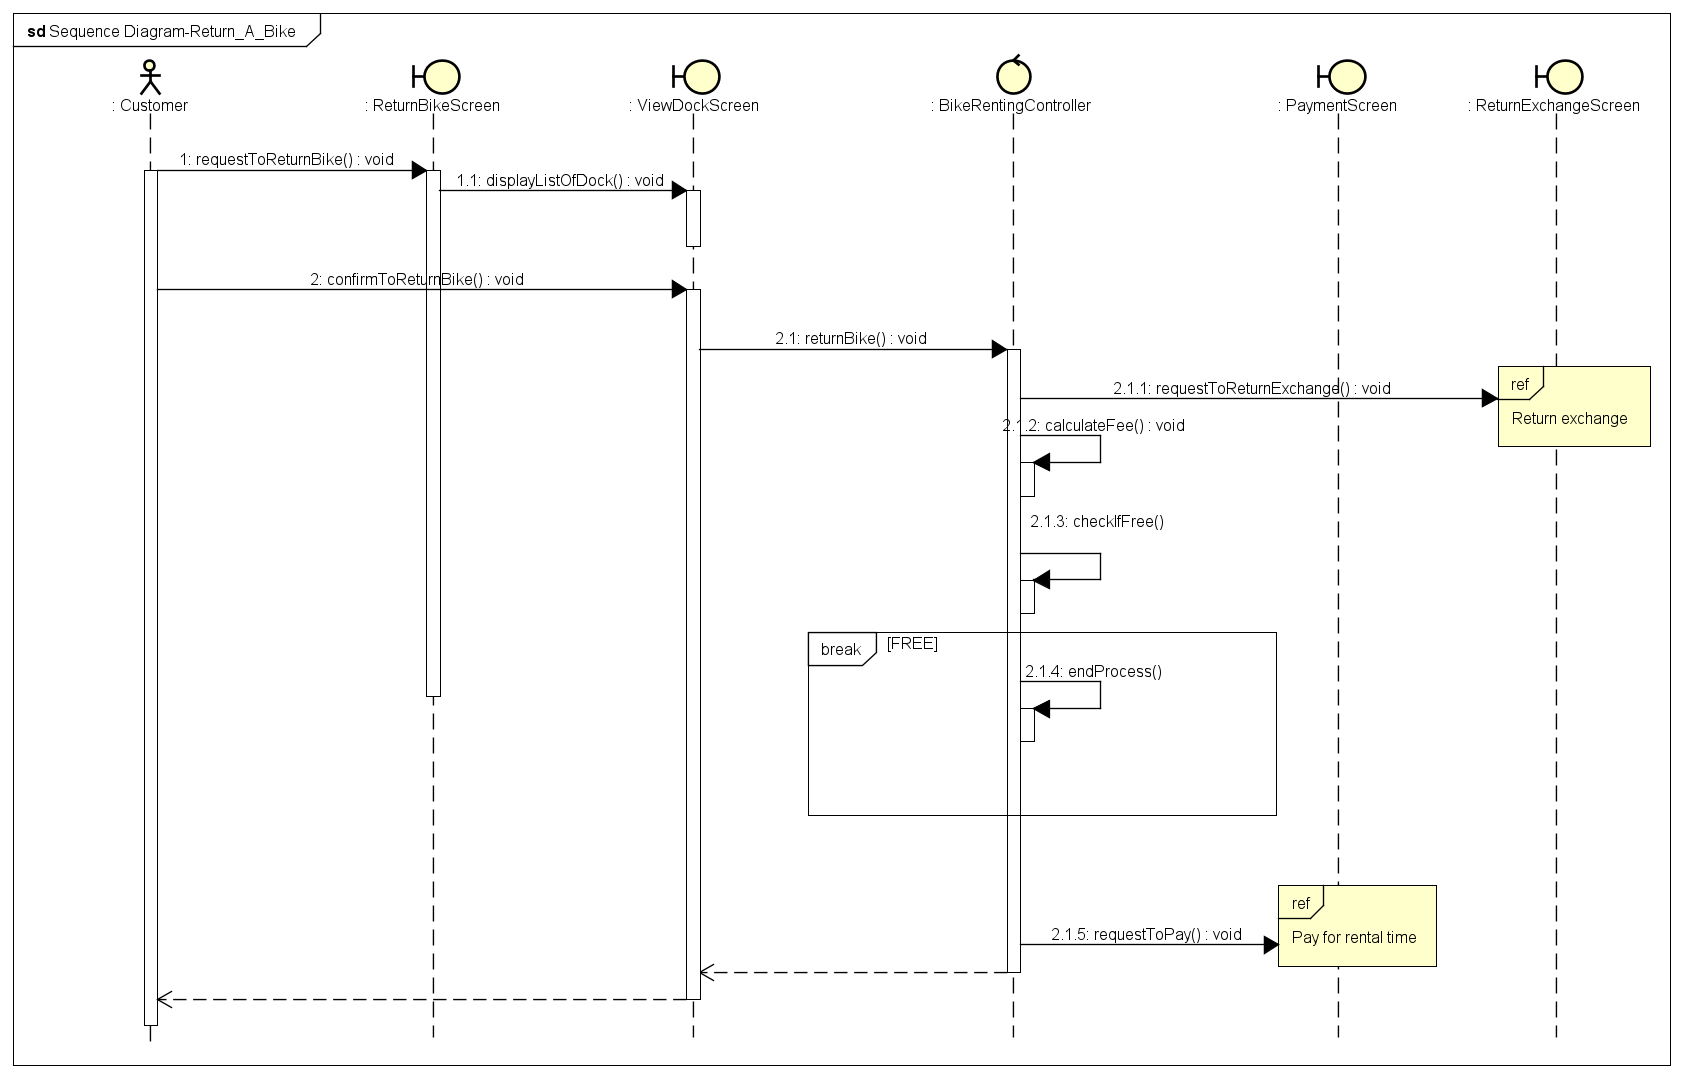 sd Sequence Diagram-Return_A_Bike
: Customer
: ReturnBikeScreen
: ViewDockScreen
: BikeRentingController
: PaymentScreen
: ReturnExchangeScreen
1: requestToReturnBike() : void
1.1: displayListOfDock() : void
2: confirmToReturnBike() : void
2.1: returnBike() : void
ref
2.1.1: requestToReturnExchange() : void
Return exchange
2.1.2: calculateFee() : void
2.1.3: checkIfFree()
break
[FREE]
2.1.4: endProcess()
ref
2.1.5: requestToPay() : void
Pay for rental time